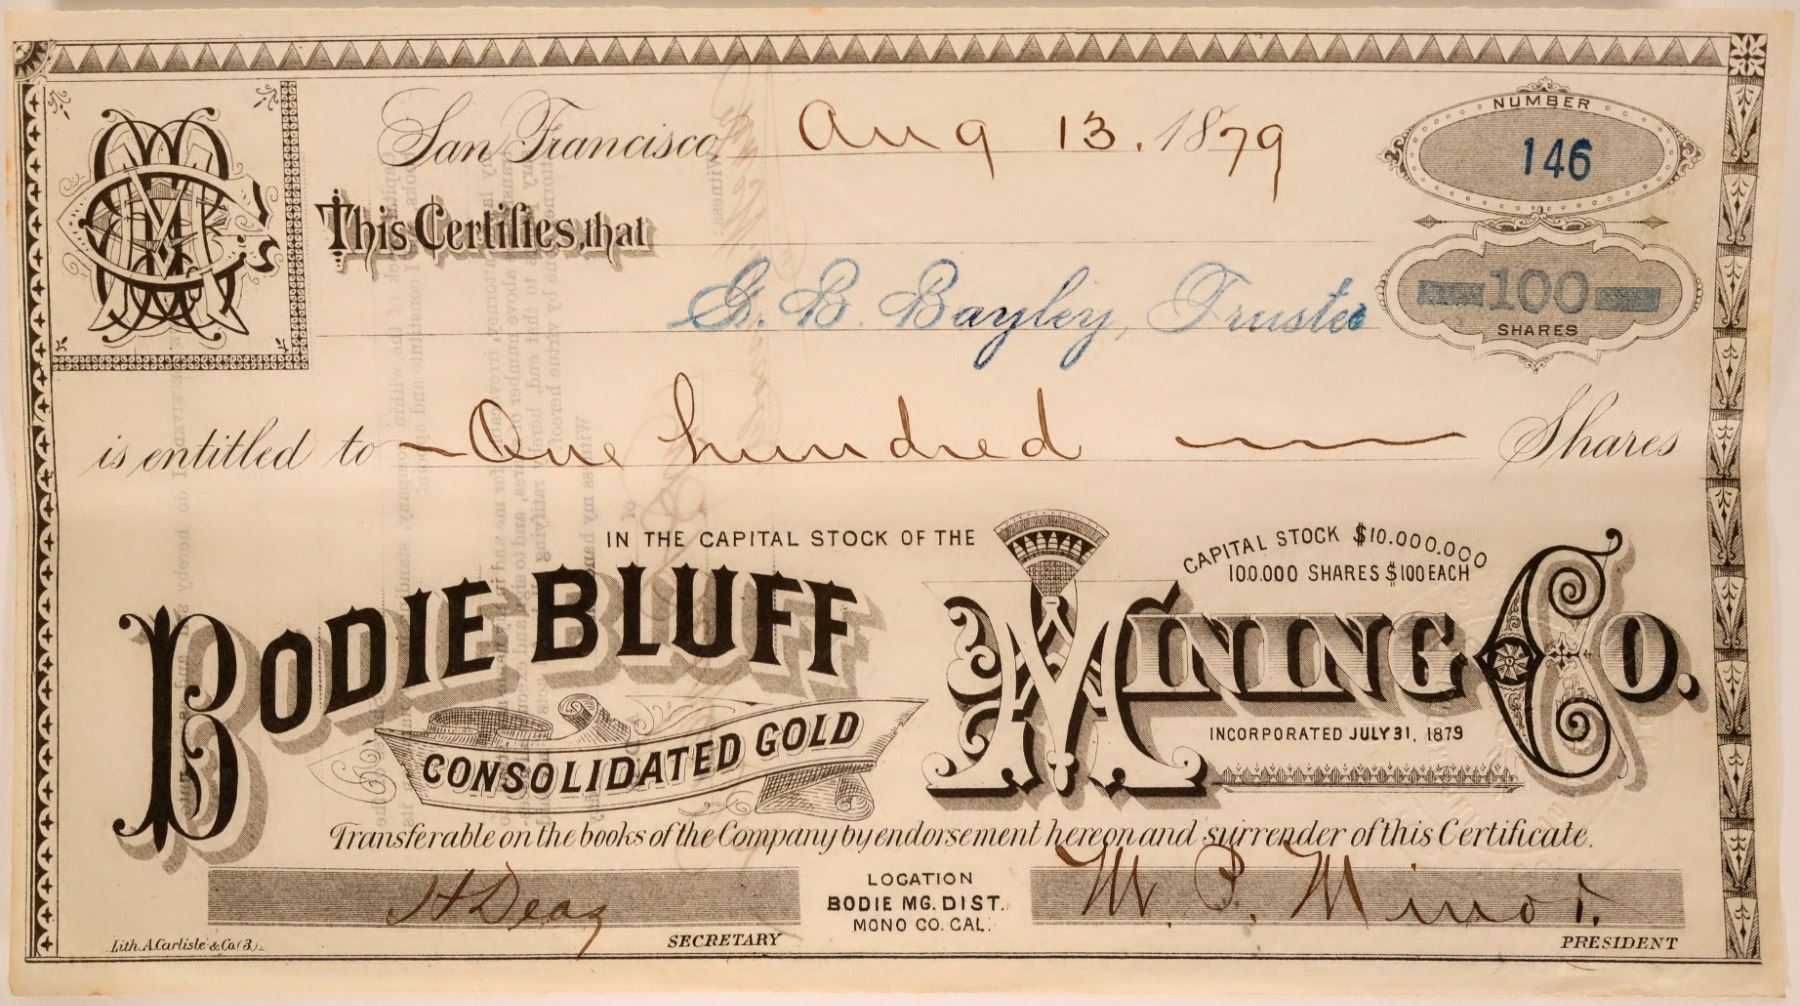 San Francisco, Aug 13. 1879
NUMBER
146
This Certifies, that
G. B. Bayley, Trustee
100
SHARES
is entitled to One hundred Shares
IN THE CAPITAL STOCK OF THE
CAPITAL STOCK $10.000.000
100.000 SHARES $100 EACH
BODIE BLUFF
CONSOLIDATED GOLD
MINING CO.
INCORPORATED JULY 31, 1879
Transferable on the books of the Company by endorsement hereon and surrender of this Certificate.
LOCATION
BODIE MG. DIST.
MONO CO. CAL.
SECRETARY
W. P. Minor.
PRESIDENT
Lith. A. Carlisle & Co. (3)